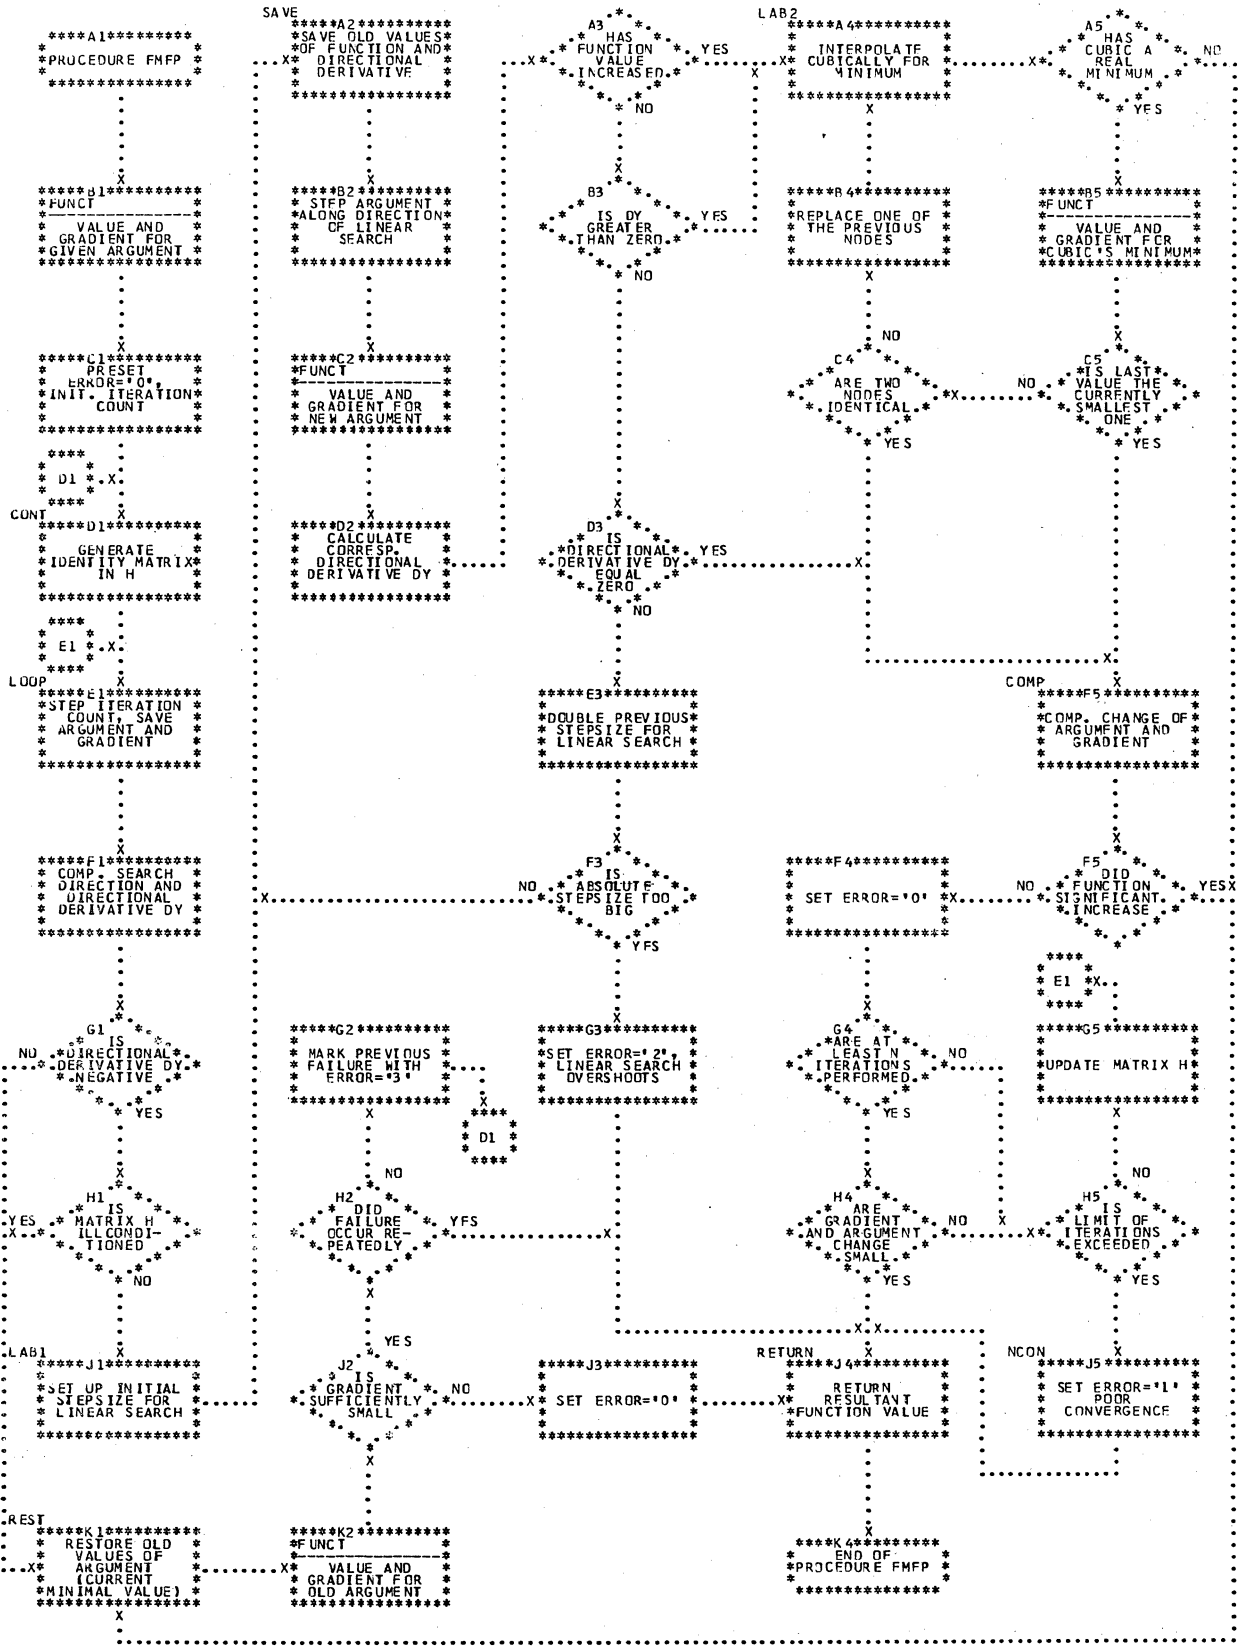 A1
PROCEDURE FMFP
B1
FUNCT
VALUE AND
GRADIENT FOR
GIVEN ARGUMENT
C1
PRESET
ERROR='0',
INIT. ITERATION
COUNT
D1
CONT
D1
GENERATE
IDENTITY MATRIX
IN H
E1
LOOP
E1
STEP ITERATION
COUNT, SAVE
ARGUMENT AND
GRADIENT
F1
COMP. SEARCH
DIRECTION AND
DIRECTIONAL
DERIVATIVE DY
G1
IS
DIRECTIONAL
DERIVATIVE DY
NEGATIVE
NO
YES
H1
IS
MATRIX H
ILLCONDI-
TIONED
YES
NO
LAB1
J1
SET UP INITIAL
STEPSIZE FOR
LINEAR SEARCH
REST
K1
RESTORE OLD
VALUES OF
ARGUMENT
(CURRENT
MINIMAL VALUE)
SAVE
A2
SAVE OLD VALUES
OF FUNCTION AND
DIRECTIONAL
DERIVATIVE
B2
STEP ARGUMENT
ALONG DIRECTION
OF LINEAR
SEARCH
C2
FUNCT
VALUE AND
GRADIENT FOR
NEW ARGUMENT
D2
CALCULATE
CORRESP.
DIRECTIONAL
DERIVATIVE DY
G2
MARK PREVIOUS
FAILURE WITH
ERROR='3'
D1
NO
H2
DID
FAILURE
OCCUR RE-
PEATEDLY
YES
YES
J2
IS
GRADIENT
SUFFICIENTLY
SMALL
NO
K2
FUNCT
VALUE AND
GRADIENT FOR
OLD ARGUMENT
A3
HAS
FUNCTION
VALUE
INCREASED
YES
NO
B3
IS DY
GREATER
THAN ZERO
YES
NO
D3
IS
DIRECTIONAL
DERIVATIVE DY
EQUAL
ZERO
YES
NO
E3
DOUBLE PREVIOUS
STEPSIZE FOR
LINEAR SEARCH
F3
IS
ABSOLUTE
STEPSIZE TOO
BIG
NO
YES
G3
SET ERROR='2',
LINEAR SEARCH
OVERSHOOTS
J3
SET ERROR='0'
LAB2
A4
INTERPOLATE
CUBICALLY FOR
MINIMUM
B4
REPLACE ONE OF
THE PREVIOUS
NODES
NO
C4
ARE TWO
NODES
IDENTICAL
YES
F4
SET ERROR='0'
G4
ARE AT
LEAST N
ITERATIONS
PERFORMED
NO
YES
H4
ARE
GRADIENT
AND ARGUMENT
CHANGE
SMALL
NO
YES
RETURN
J4
RETURN
RESULTANT
FUNCTION VALUE
K4
END OF
PROCEDURE FMFP
A5
HAS
CUBIC A
REAL
MINIMUM
NO
YES
B5
FUNCT
VALUE AND
GRADIENT FOR
CUBIC'S MINIMUM
C5
IS LAST
VALUE THE
CURRENTLY
SMALLEST
ONE
NO
YES
COMP
F5
COMP. CHANGE OF
ARGUMENT AND
GRADIENT
F5
DID
FUNCTION
SIGNIFICANT
INCREASE
NO
YES
E1
G5
UPDATE MATRIX H
NO
H5
IS
LIMIT OF
ITERATIONS
EXCEEDED
YES
NCON
J5
SET ERROR='1'
POOR
CONVERGENCE